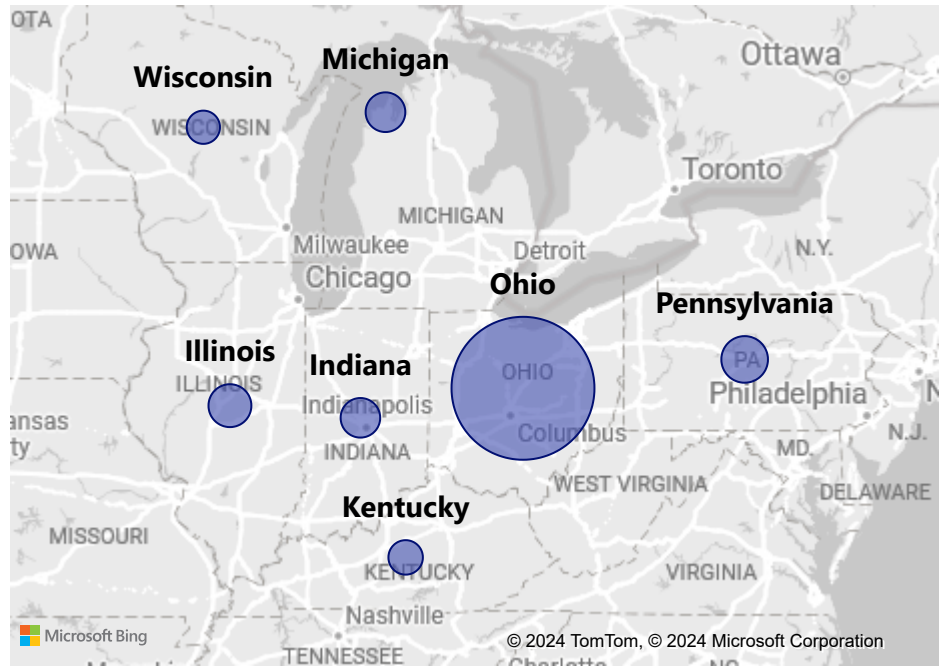 OTA
Michigan
Ottawa
Wisconsin
WISCONSIN
Toronto
MICHIGAN
Milwaukee
Detroit
N.Y.
OWA
Chicago
Ohio
Pennsylvania
Illinois
Indiana
PA
OHIO
ILLINOIS
Philadelphia
N
Indianapolis
ansas
ty
Columbus
N.J.
INDIANA
MD.
WEST VIRGINIA
DELAWARE
Kentucky
MISSOURI
KENTUCKY
VIRGINIA
Nashville
Microsoft Bing
© 2024 TomTom, © 2024 Microsoft Corporation
TENNESSEE
Charlotte